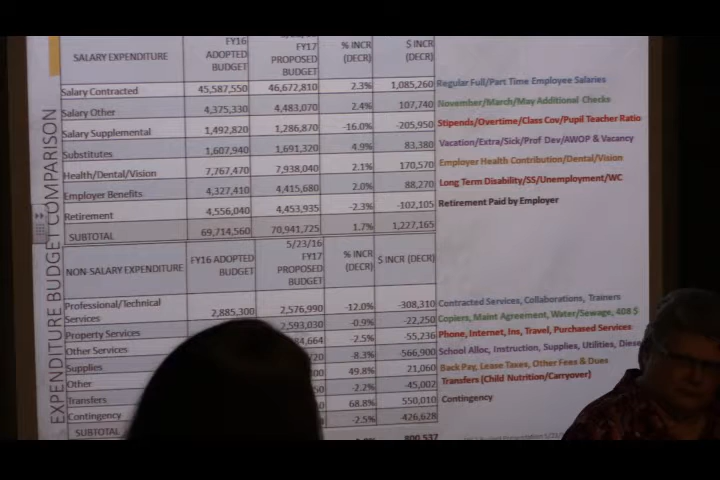 EXPENDITURE BUDGET COMPARISON
SALARY EXPENDITURE FY16 ADOPTED BUDGET FY17 PROPOSED BUDGET % INCR (DECR) $ INCR (DECR)
Salary Contracted 45,587,550 46,672,810 2.3% 1,085,260 Regular Full/Part Time Employee Salaries
Salary Other 4,375,330 4,483,070 2.4% 107,740 November/March/May Additional Checks
Salary Supplemental 1,492,820 1,286,870 -16.0% -205,950 Stipends/Overtime/Class Cov/Pupil Teacher Ratio
Substitutes 1,607,940 1,691,320 4.9% 83,380 Vacation/Extra/Sick/Prof Dev/AWOP & Vacancy
Health/Dental/Vision 7,767,470 7,938,040 2.1% 170,570 Employer Health Contribution/Dental/Vision
Employer Benefits 4,327,410 4,415,680 2.0% 88,270 Long Term Disability/SS/Unemployment/WC
Retirement 4,556,040 4,453,935 -2.3% -102,105 Retirement Paid by Employer
SUBTOTAL 69,714,560 70,941,725 1.7% 1,227,165
NON-SALARY EXPENDITURE FY16 ADOPTED BUDGET 5/23/16 FY17 PROPOSED BUDGET % INCR (DECR) $ INCR (DECR)
Professional/Technical Services 2,885,300 2,576,990 -12.0% -308,310 Contracted Services, Collaborations, Trainers
Property Services 2,593,030 -0.9% -22,250 Copiers, Maint Agreement, Water/Sewage, 408 $
Other Services 84,664 -2.5% -55,236 Phone, Internet, Ins, Travel, Purchased Services
Supplies /20 -8.3% -566,900 School Alloc, Instruction, Supplies, Utilities, Diese
Other 00 49.8% 21,060 Back Pay, Lease Taxes, Other Fees & Dues
Transfers 50 -2.2% -45,002 Transfers (Child Nutrition/Carryover)
Contingency 0 68.8% 550,010 Contingency
SUBTOTAL -2.5% -426,628
800,537